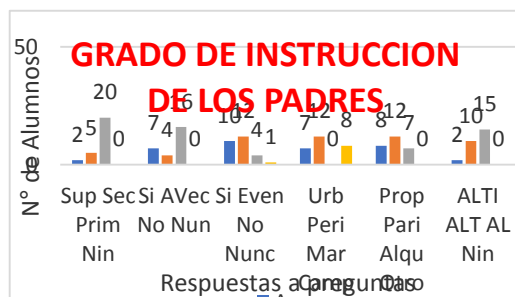 GRADO DE INSTRUCCION
DE LOS PADRES
N° de Alumnos
50
0
2 5 20 0
7 4 16 0
10 12 4 1
7 12 0 8
8 12 7 0
2 10 15
Sup Sec
Prim
Nin
Si AVec
No Nun
Si Even
No
Nunc
Urb
Peri
Mar
Camp
Prop
Pari
Alqu
Otro
ALTI
ALT AL
Nin
Respuestas a preguntas